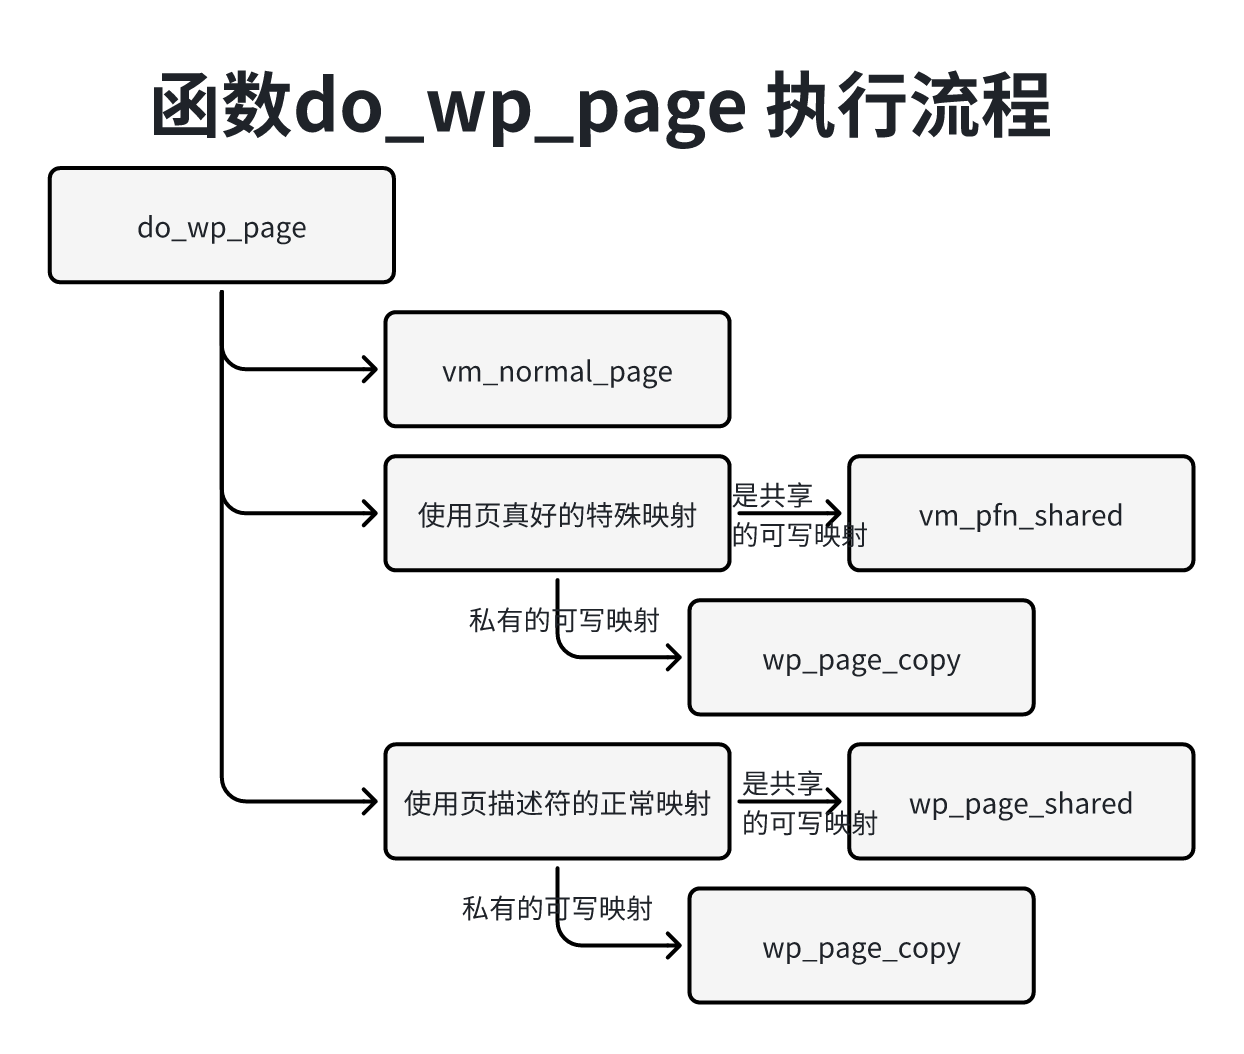 函数do_wp_page 执行流程
do_wp_page
vm_normal_page
使用页真好的特殊映射
是共享
的可写映射
vm_pfn_shared
私有的可写映射
wp_page_copy
使用页描述符的正常映射
是共享
的可写映射
wp_page_shared
私有的可写映射
wp_page_copy